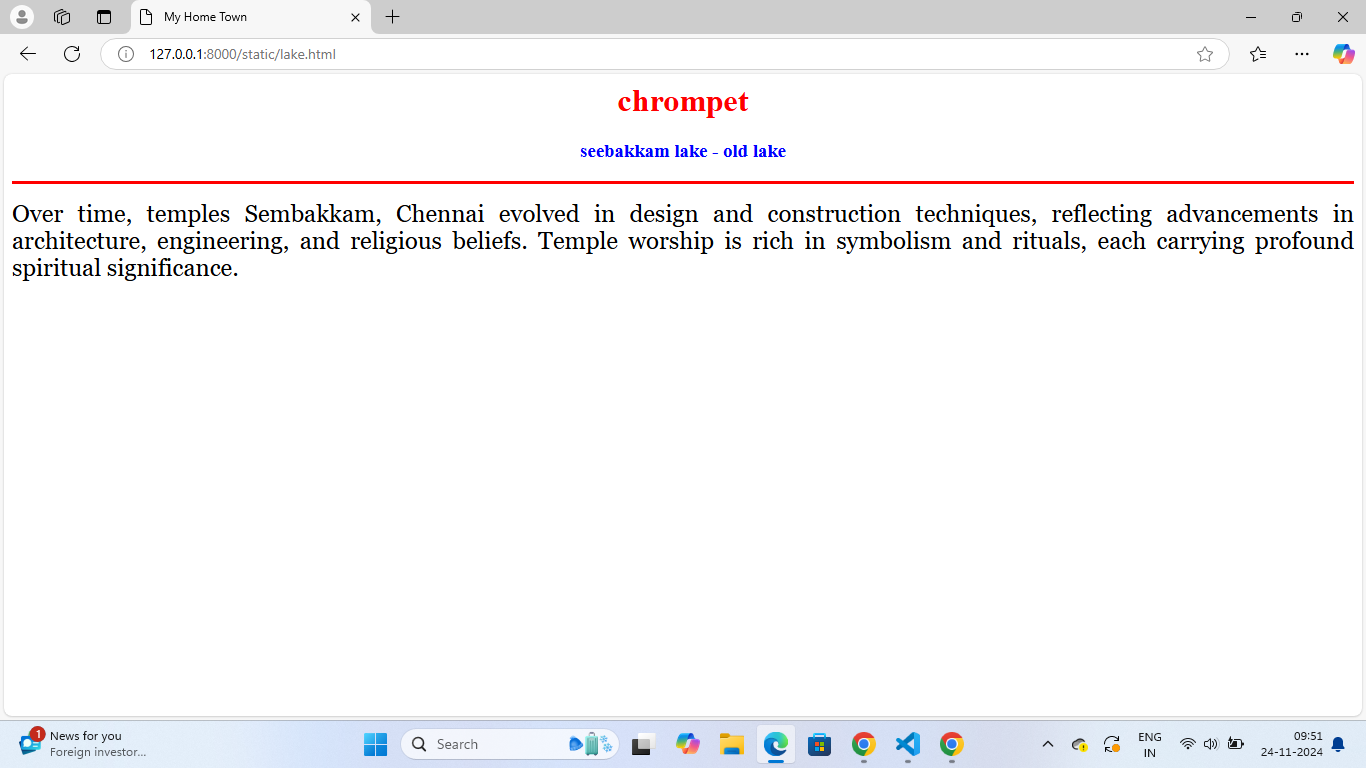 My Home Town
127.0.0.1:8000/static/lake.html
chrompet
seebakkam lake - old lake
Over time, temples Sembakkam, Chennai evolved in design and construction techniques, reflecting advancements in
architecture, engineering, and religious beliefs. Temple worship is rich in symbolism and rituals, each carrying profound
spiritual significance.
1
News for you
Foreign investor...
Search
ENG
IN
09:51
24-11-2024